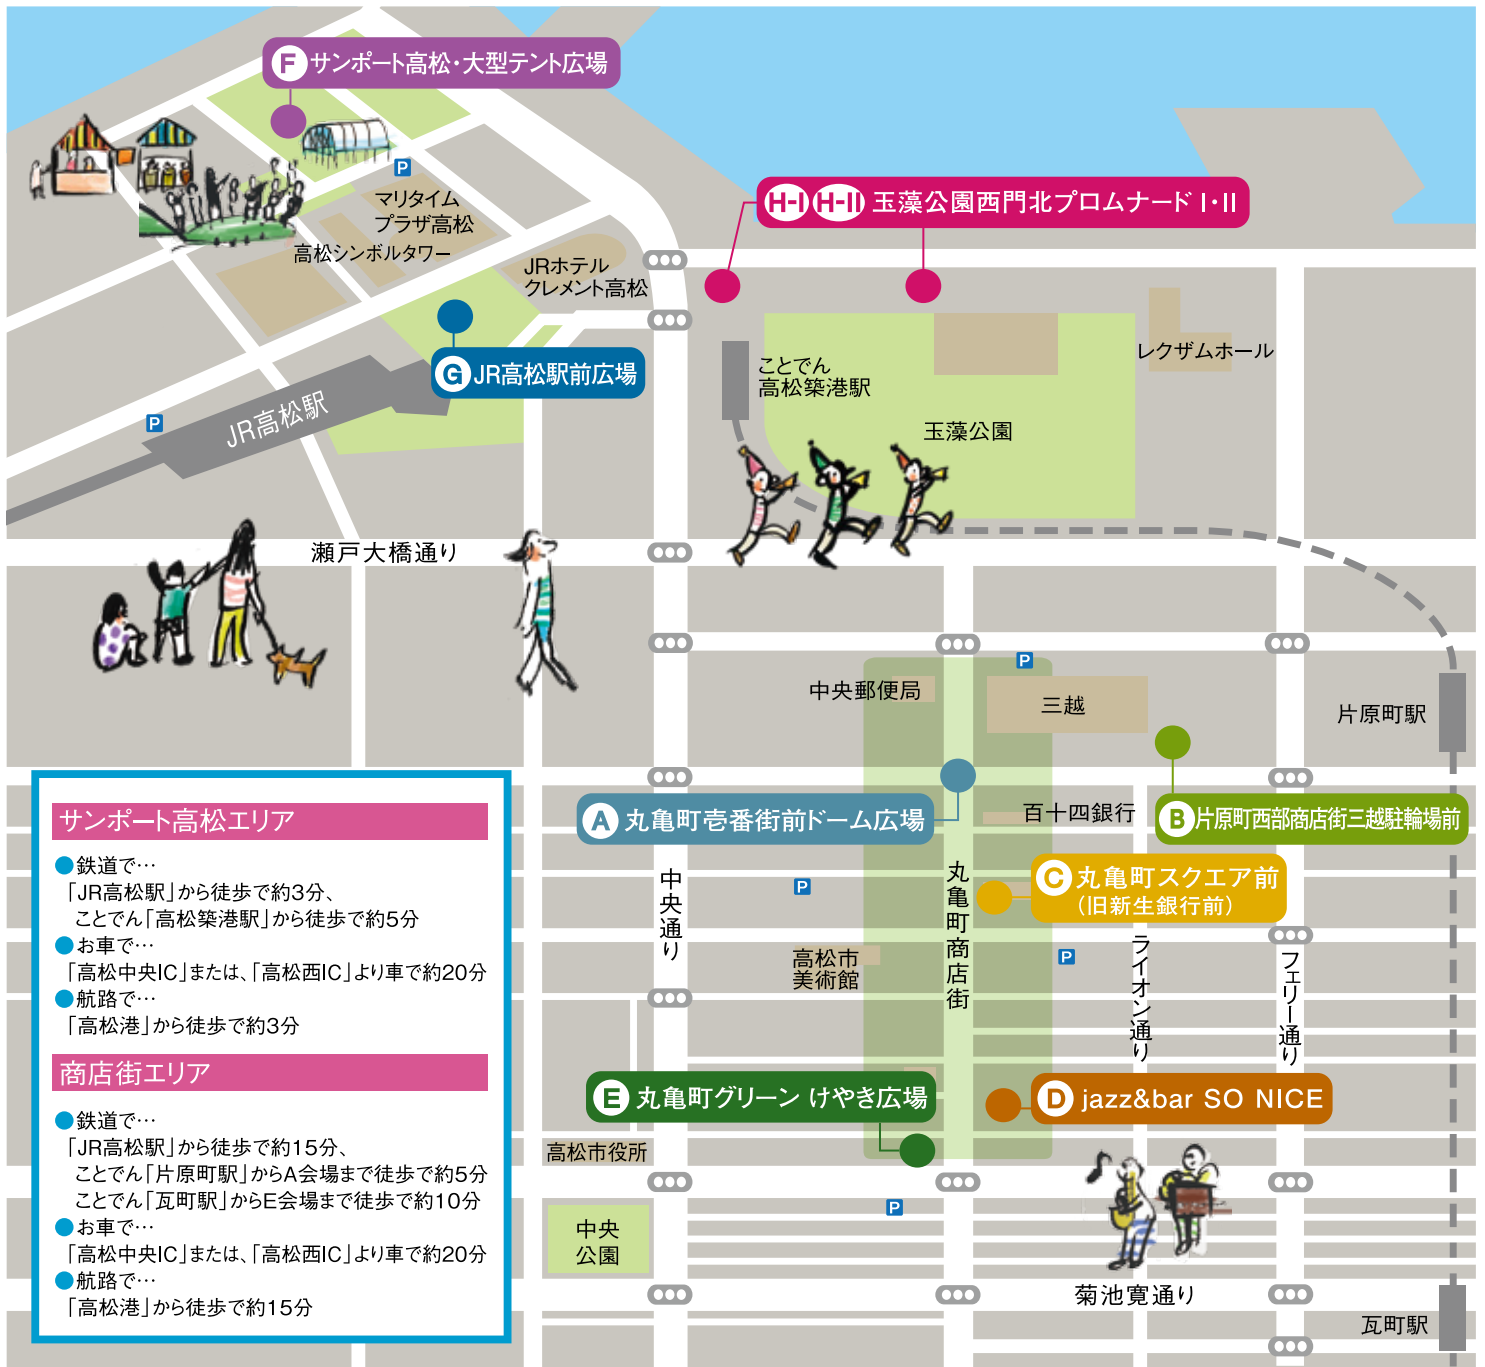 F サンポート高松・大型テント広場
P
マリタイム
プラザ高松
高松シンボルタワー
H-I H-II 玉藻公園西門北プロムナード I・II
JRホテル
クレメント高松
G JR高松駅前広場
JR高松駅
P
ことでん
高松築港駅
レクザムホール
玉藻公園
瀬戸大橋通り
P
中央郵便局
三越
片原町駅
A 丸亀町壱番街前ドーム広場
百十四銀行
B 片原町西部商店街三越駐輪場前
C 丸亀町スクエア前
(旧新生銀行前)
P
中央通り
丸亀町商店街
高松市
美術館
P
ライオン通り
フェリー通り
E 丸亀町グリーン けやき広場
D jazz&bar SO NICE
高松市役所
P
中央
公園
菊池寛通り
瓦町駅
サンポート高松エリア
●鉄道で…
「JR高松駅」から徒歩で約3分、
ことでん「高松築港駅」から徒歩で約5分
●お車で…
「高松中央IC」または、「高松西IC」より車で約20分
●航路で…
「高松港」から徒歩で約3分
商店街エリア
●鉄道で…
「JR高松駅」から徒歩で約15分、
ことでん「片原町駅」からA会場まで徒歩で約5分
ことでん「瓦町駅」からE会場まで徒歩で約10分
●お車で…
「高松中央IC」または、「高松西IC」より車で約20分
●航路で…
「高松港」から徒歩で約15分